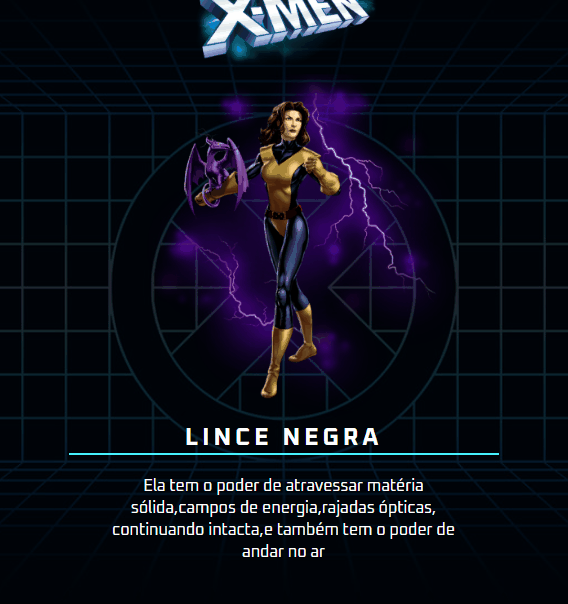 X-MEN
LINCE NEGRA
Ela tem o poder de atravessar matéria
sólida,campos de energia,rajadas ópticas,
continuando intacta,e também tem o poder de
andar no ar